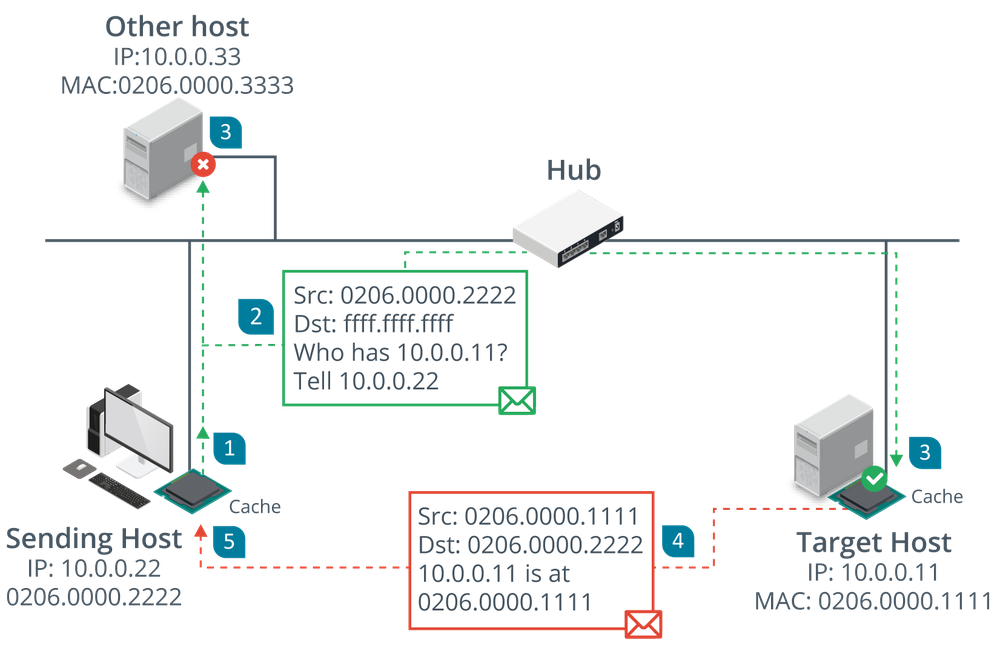 Other host
IP:10.0.0.33
MAC:0206.0000.3333
3
Hub
2
Src: 0206.0000.2222
Dst: ffff.ffff.ffff
Who has 10.0.0.11?
Tell 10.0.0.22
1
Cache
Sending Host
IP: 10.0.0.22
0206.0000.2222
5
Src: 0206.0000.1111
Dst: 0206.0000.2222
10.0.0.11 is at
0206.0000.1111
4
3
Cache
Target Host
IP: 10.0.0.11
MAC: 0206.0000.1111